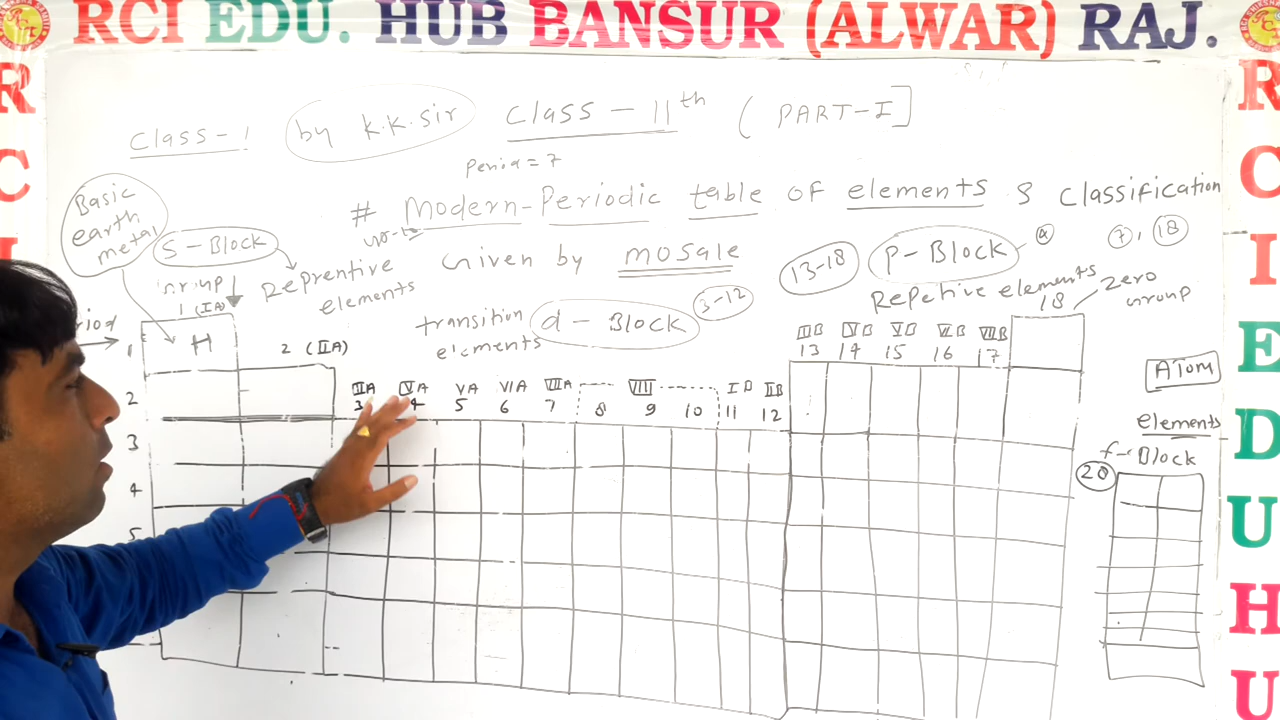 RCI EDU. HUB BANSUR (ALWAR) RAJ.
Class-1 by K.K.Sir Class-11th (PART-I]
Period = 7
# Modern-Periodic table of elements & Classification
Given by mosale
7, 18
Basic
earth
metal
S-Block
Reprentive
elements
1 (IA)
2 (IIA)
H
transition
elements
d-Block
3-12
13-18
P-Block
Repetive elements
18
Zero
Group
IIIB IVB VB VIB VIIB
13 14 15 16 17
VA VIA VIIA VIII IIB
3 4 5 6 7 8 9 10 11 12
1
2
3
4
5
ATOM
elements
f-Block
20
R
C
I
R
C
I
E
D
U
H
U